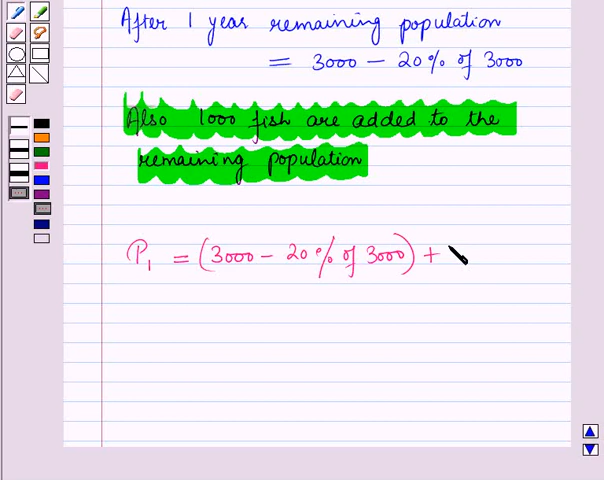 After 1 year remaining population
= 3000 - 20% of 3000
Also 1000 fish are added to the
remaining population
P₁ = (3000 - 20% of 3000) +